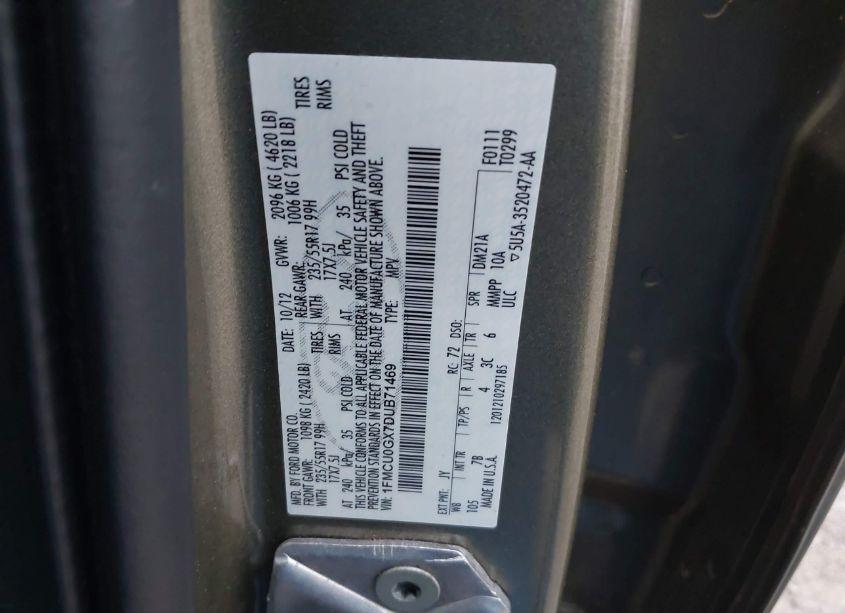 MFD. BY FORD MOTOR CO. DATE: 10/12 GVWR: 2096 KG ( 4620 LB)
FRONT GAWR: 1098 KG ( 2420 LB) REAR GAWR: 1006 KG ( 2218 LB)
WITH 235/55R17 99H TIRES WITH 235/55R17 99H TIRES
17X7.5J RIMS 17X7.5J RIMS
AT 240 kPa/ 35 PSI COLD AT 240 kPa/ 35 PSI COLD
THIS VEHICLE CONFORMS TO ALL APPLICABLE FEDERAL MOTOR VEHICLE SAFETY AND THEFT
PREVENTION STANDARDS IN EFFECT ON THE DATE OF MANUFACTURE SHOWN ABOVE.
VIN: 1FMCU0GX7DUB71469 TYPE: MPV
EXT PNT: JY RC: 72 DSO: F0111
WB INT TR TP/PS R AXLE TR SPR DM21A T0299
105 7B 4 3C 6 MMPP 10A
MADE IN U.S.A. ULC
1201210297185 ▽5U5A-3520472-AA